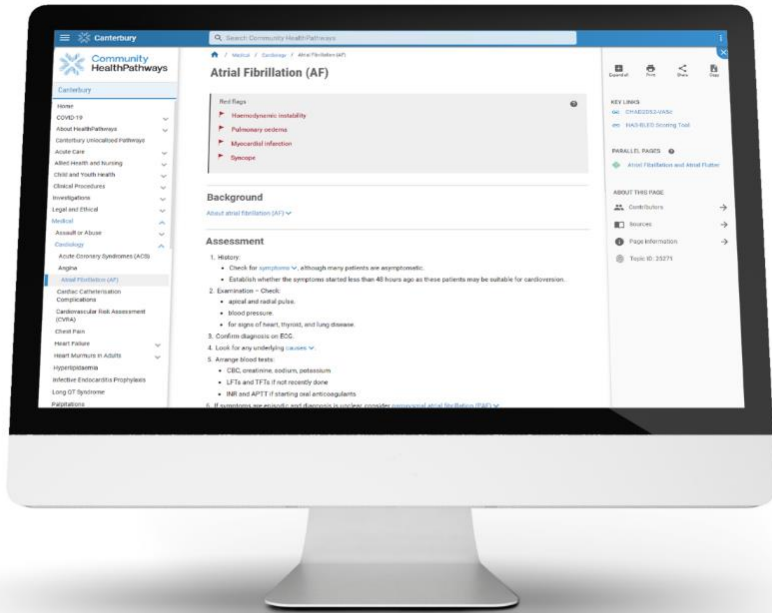 Canterbury
Search Community HealthPathways
Community
HealthPathways
Canterbury
Home
COVID-19
About HealthPathways
Canterbury Unlocalized Pathways
Acute Care
Allied Health and Nursing
Child and Youth Health
Clinical Procedures
Investigations
Legal and Ethical
Medical
Assault or Abuse
Cardiology
Acute Coronary Syndromes (ACS)
Angina
Atrial Fibrillation (AF)
Cardiac Catheterisation
Complications
Cardiovascular Risk Assessment
(CVRA)
Chest Pain
Heart Failure
Heart Murmurs in Adults
Hyperlipidaemia
Infective Endocarditis Prophylaxis
Long QT Syndrome
Palpitations
/ Medical / Cardiology / Atrial Fibrillation (AF)
Atrial Fibrillation (AF)
Red flags
Haemodynamic instability
Pulmonary oedema
Myocardial infarction
Syncope
Background
About atrial fibrillation (AF)
Assessment
1. History:
• Check for symptoms, although many patients are asymptomatic.
• Establish whether the symptoms started less than 48 hours ago as these patients may be suitable for cardioversion.
2. Examination – Check:
• apical and radial pulse.
• blood pressure.
• for signs of heart, thyroid, and lung disease.
3. Confirm diagnosis on ECG.
4. Look for any underlying causes.
5. Arrange blood tests:
• CBC, creatinine, sodium, potassium
• LFTs and TFTs if not recently done
• INR and APTT if starting oral anticoagulants
6. If symptoms are episodic and diagnosis is unclear, consider paroxysmal atrial fibrillation (PAF)
Expand all
Print
Share
KEY LINKS
CHA2DS2-VASc
HAS-BLED Scoring Tool
PARALLEL PAGES
Atrial Fibrillation and Atrial Flutter
ABOUT THIS PAGE
Contributors
Sources
Page Information
Topic ID: 25271